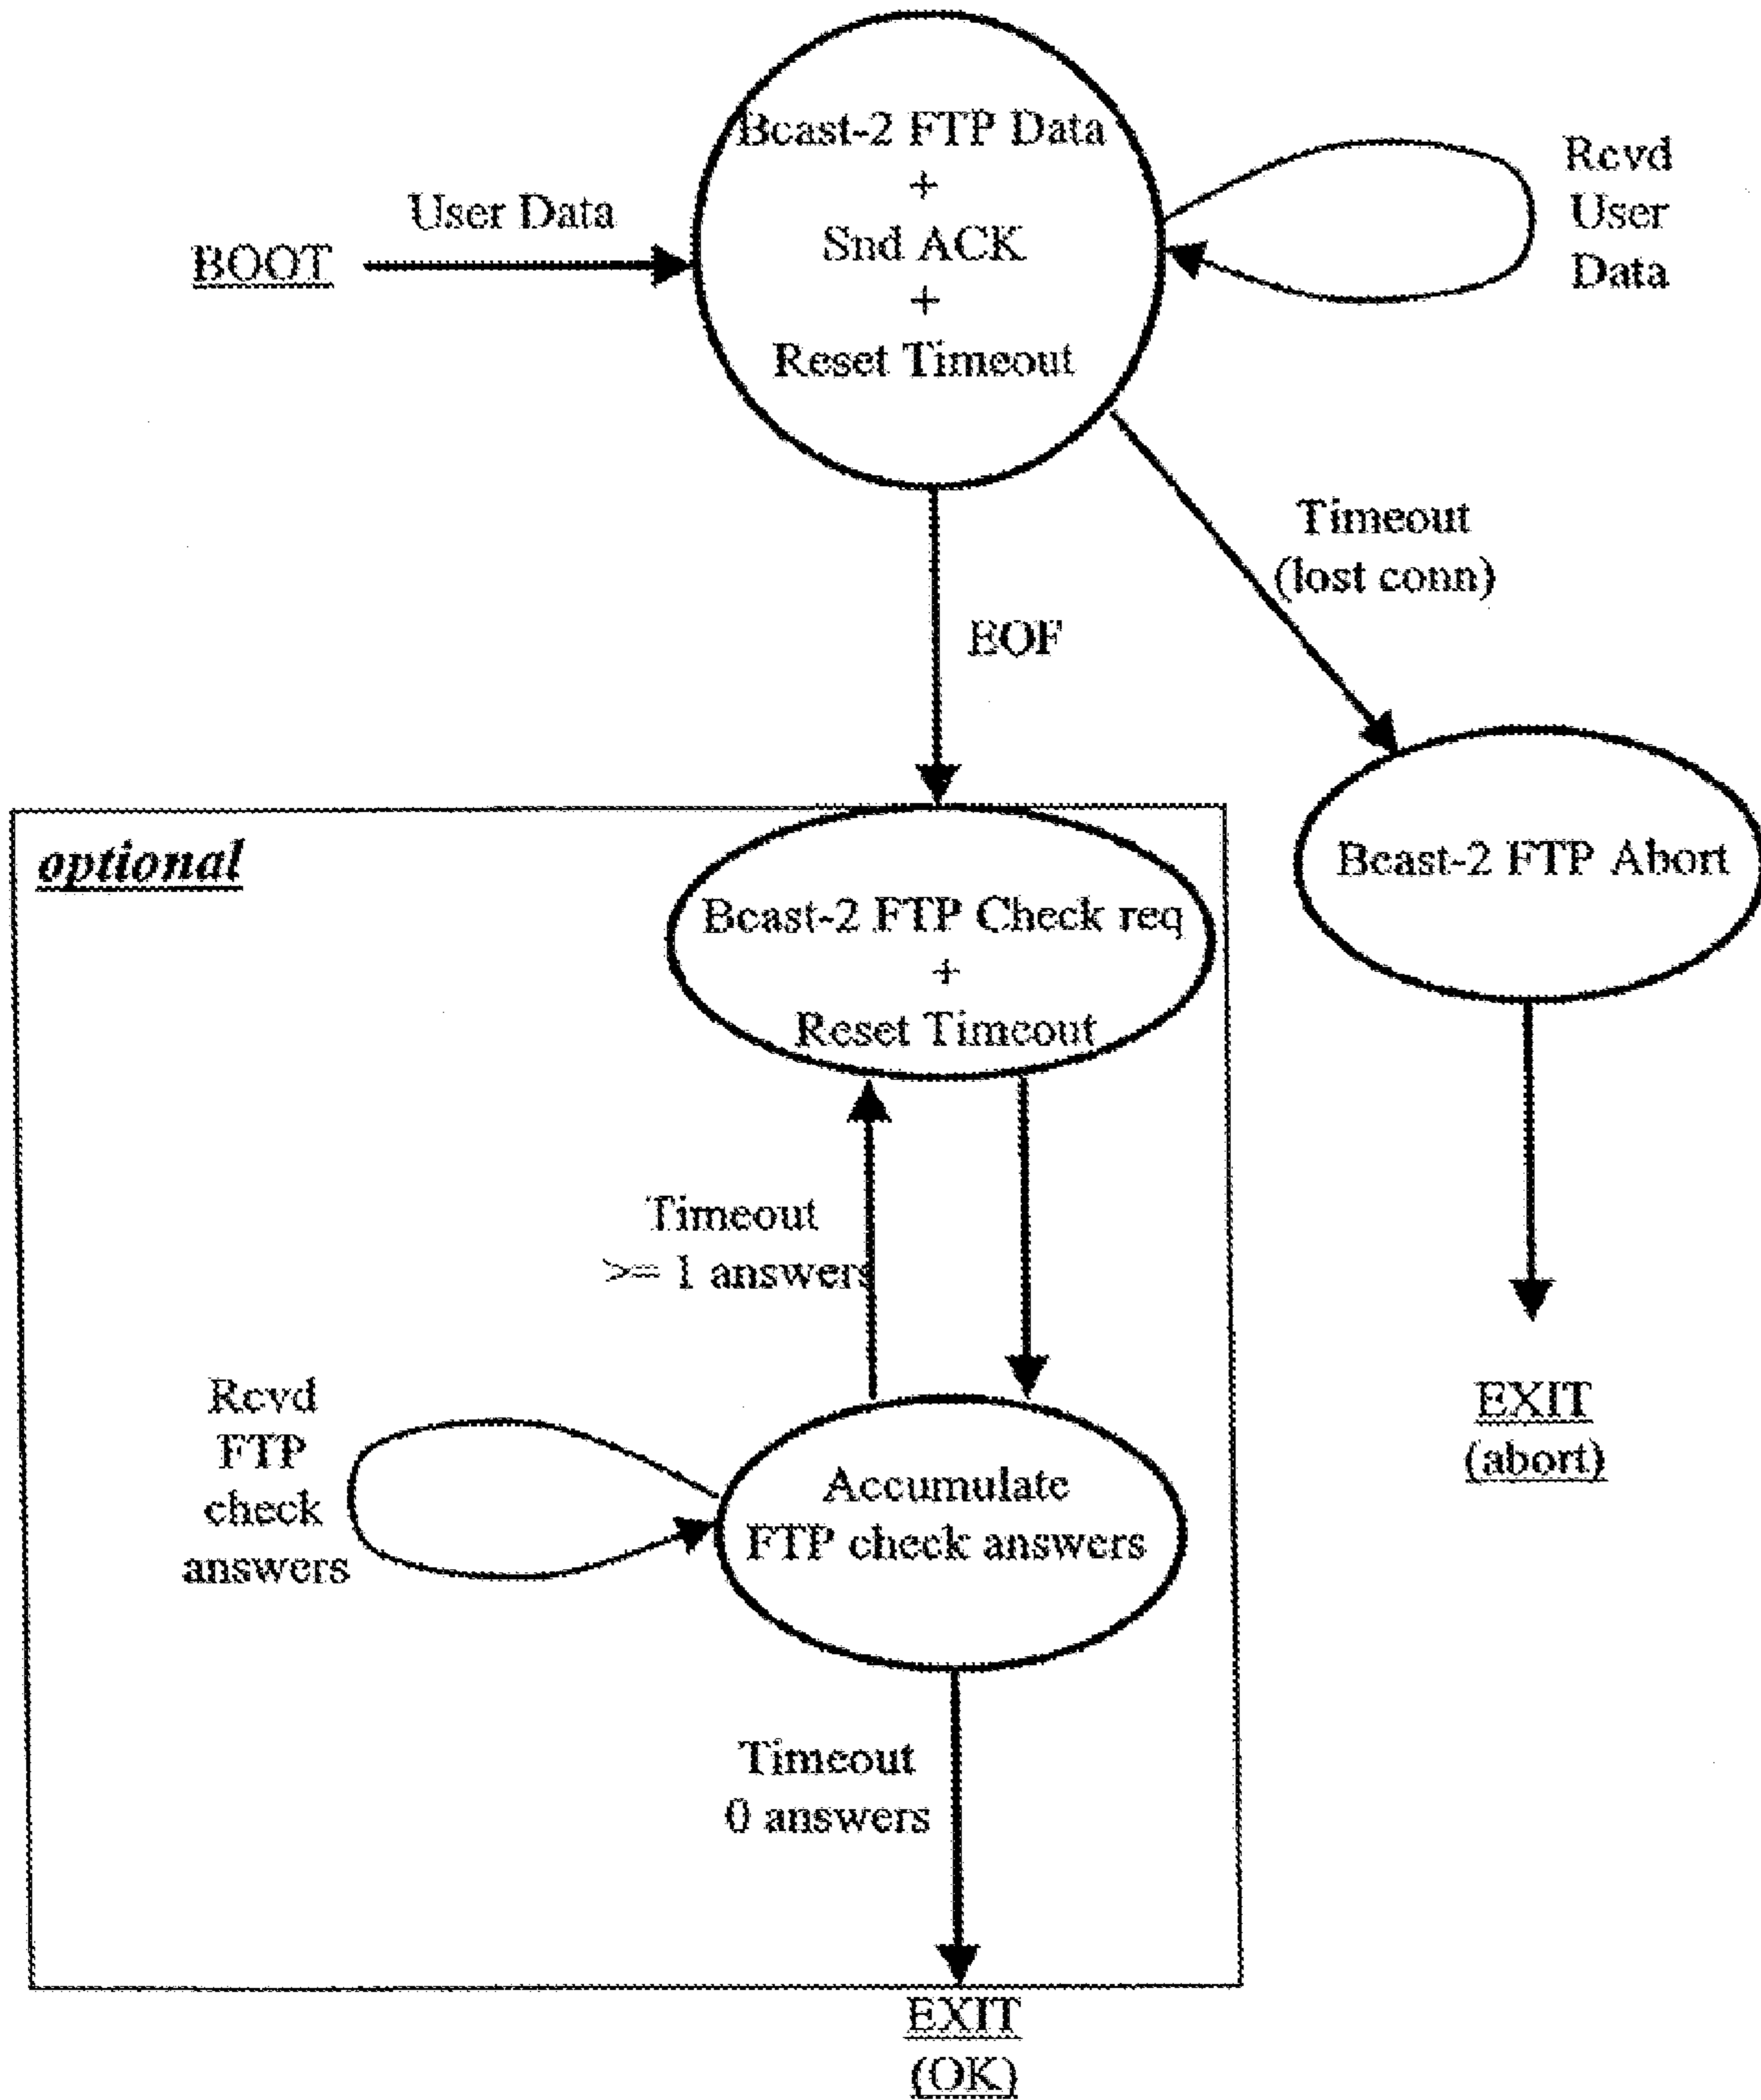 Bcast-2 FTP Data
+
Snd ACK
+
Reset Timeout
User Data
BOOT
Rcvd
User
Data
Timeout
(lost conn)
EOF
optional
Bcast-2 FTP Check req
+
Reset Timeout
Bcast-2 FTP Abort
Timeout
>= 1 answers
EXIT
(abort)
Rcvd
FTP
check
answers
Accumulate
FTP check answers
Timeout
0 answers
EXIT
(OK)